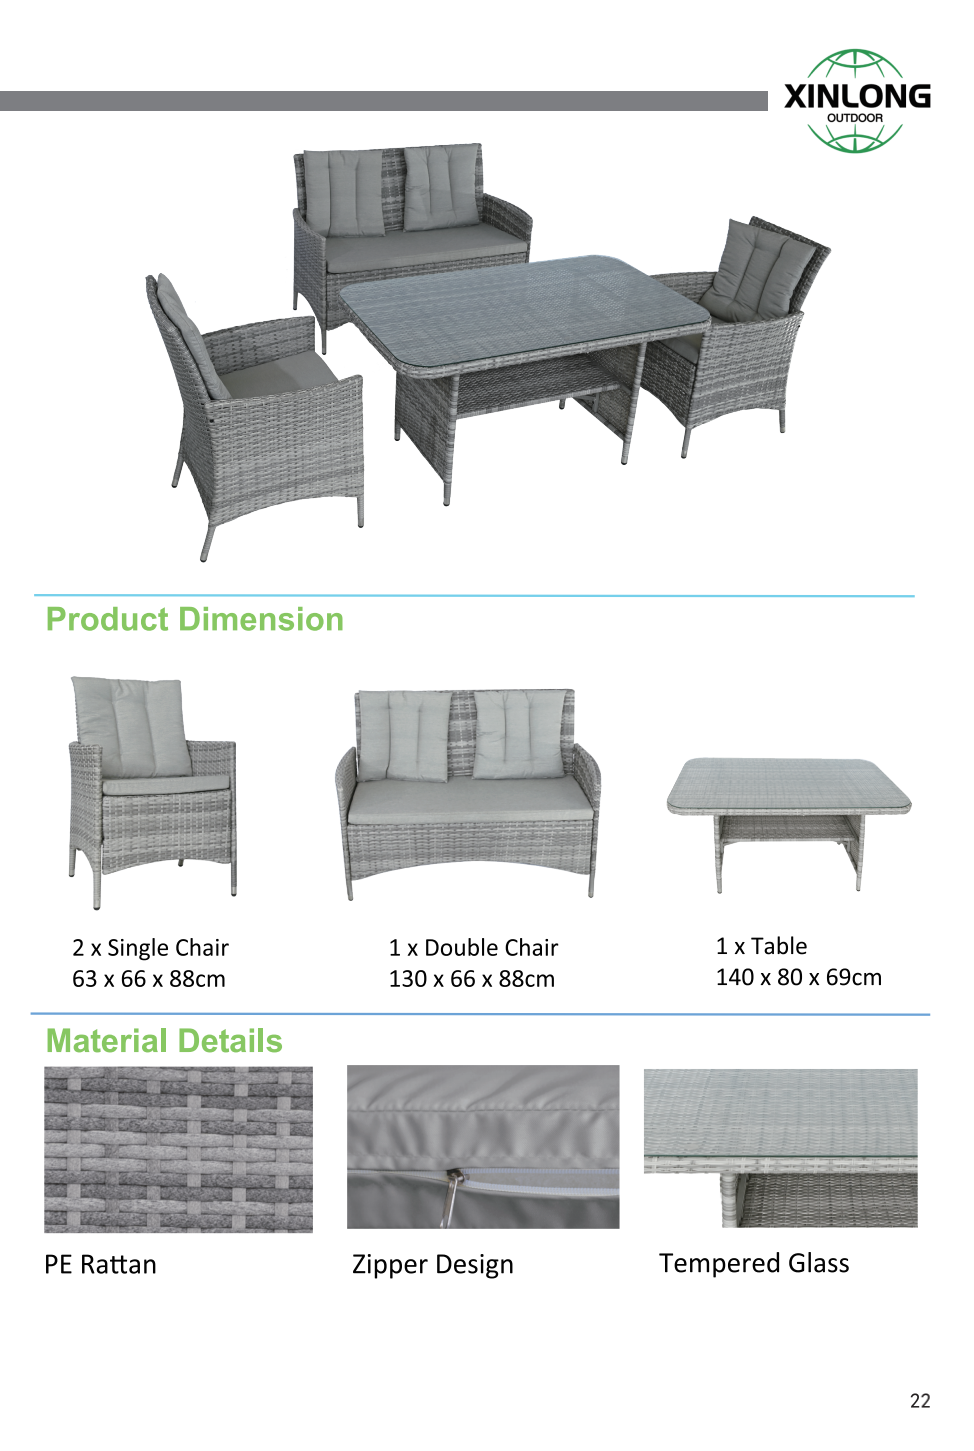 XINLONG
OUTDOOR
Product Dimension
2 x Single Chair
63 x 66 x 88cm
1 x Double Chair
130 x 66 x 88cm
1 x Table
140 x 80 x 69cm
Material Details
PE Rattan
Zipper Design
Tempered Glass
22